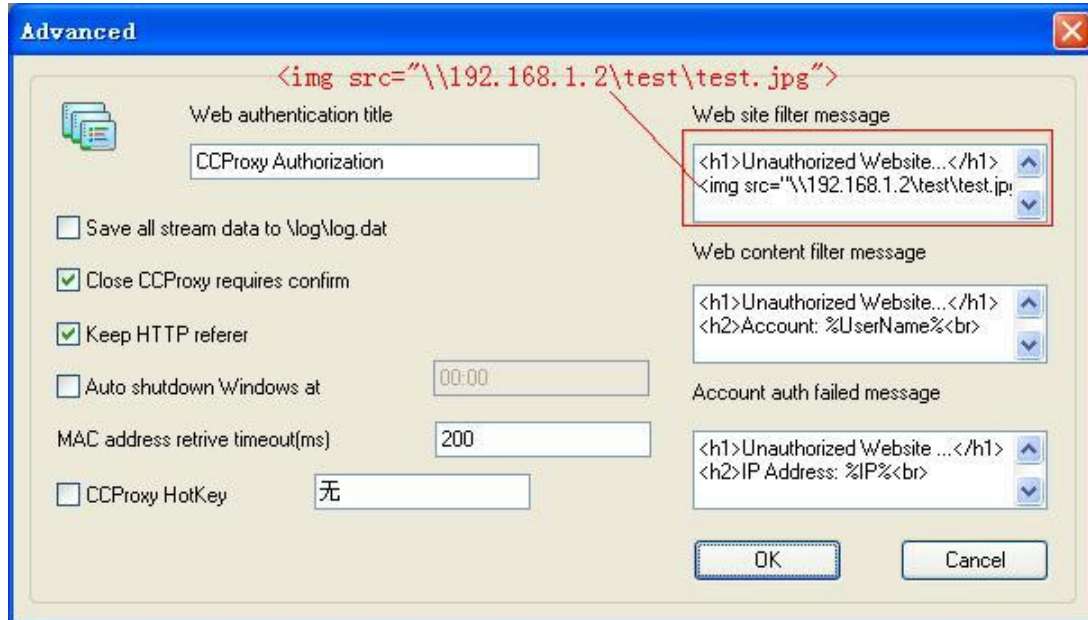 Advanced
<img src="\\192.168.1.2\test\test.jpg">
Web authentication title
CCProxy Authorization
Save all stream data to \log\log.dat
Close CCProxy requires confirm
Keep HTTP referer
Auto shutdown Windows at
00:00
MAC address retrive timeout(ms)
200
CCProxy HotKey
无
Web site filter message
<h1>Unauthorized Website...</h1>
<img src="\\192.168.1.2\test\test.jp
Web content filter message
<h1>Unauthorized Website...</h1>
<h2>Account: %UserName%<br>
Account auth failed message
<h1>Unauthorized Website ...</h1>
<h2>IP Address: %IP%<br>
OK
Cancel